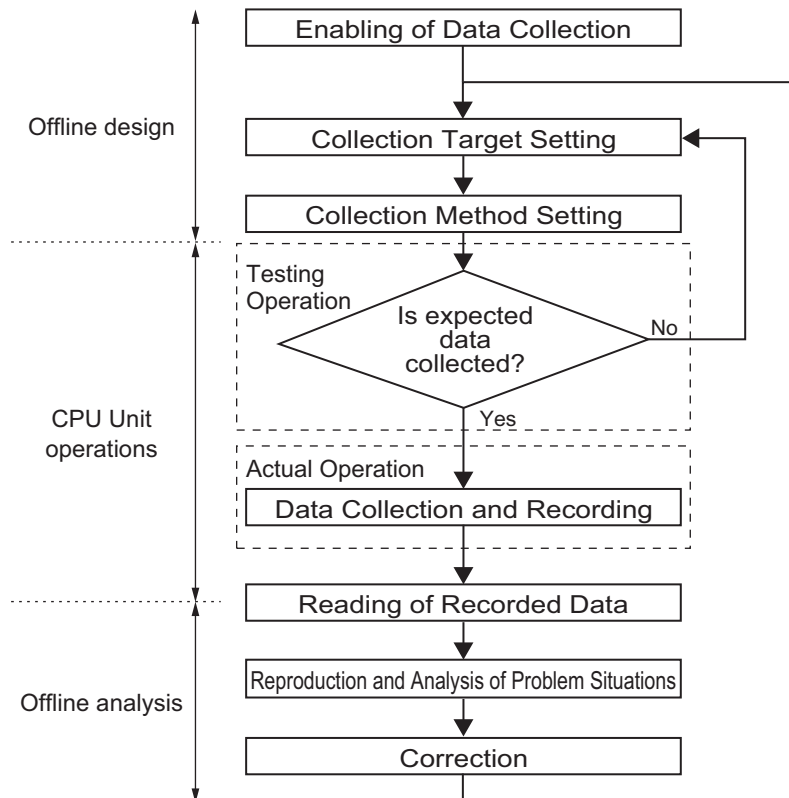 Enabling of Data Collection
Offline design
Collection Target Setting
Collection Method Setting
Testing
Operation
Is expected
data
collected?
No
Yes
CPU Unit
operations
Actual Operation
Data Collection and Recording
Reading of Recorded Data
Reproduction and Analysis of Problem Situations
Offline analysis
Correction